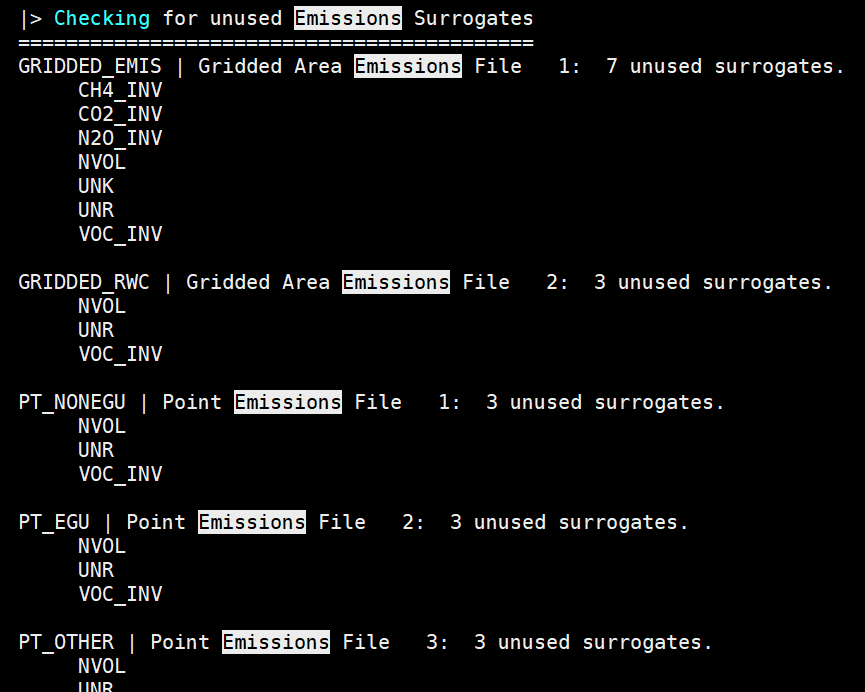 |> Checking for unused Emissions Surrogates
===========================================
GRIDDED_EMIS | Gridded Area Emissions File   1:  7 unused surrogates.
     CH4_INV
     CO2_INV
     N2O_INV
     NVOL
     UNK
     UNR
     VOC_INV

GRIDDED_RWC | Gridded Area Emissions File   2:  3 unused surrogates.
     NVOL
     UNR
     VOC_INV

PT_NONEGU | Point Emissions File   1:  3 unused surrogates.
     NVOL
     UNR
     VOC_INV

PT_EGU | Point Emissions File   2:  3 unused surrogates.
     NVOL
     UNR
     VOC_INV

PT_OTHER | Point Emissions File   3:  3 unused surrogates.
     NVOL
     UNR